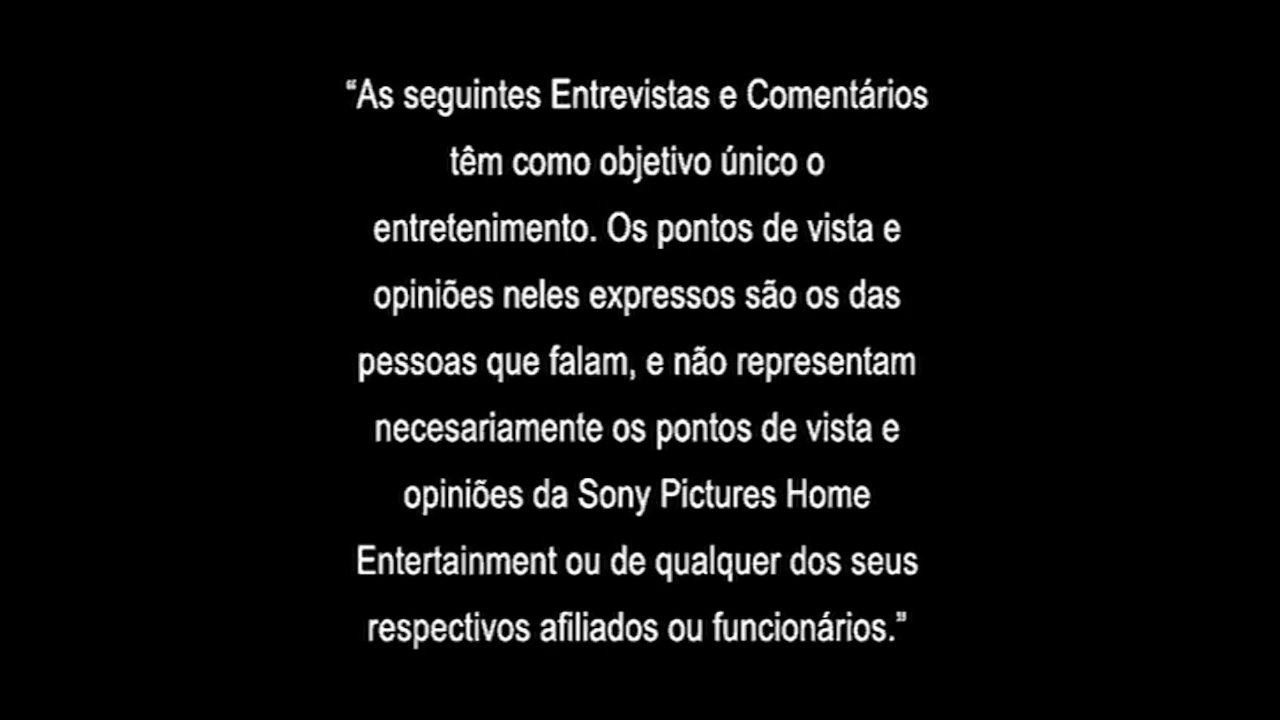 “As seguintes Entrevistas e Comentários
têm como objetivo único o
entretenimento. Os pontos de vista e
opiniões neles expressos são os das
pessoas que falam, e não representam
necesariamente os pontos de vista e
opiniões da Sony Pictures Home
Entertainment ou de qualquer dos seus
respectivos afiliados ou funcionários.”